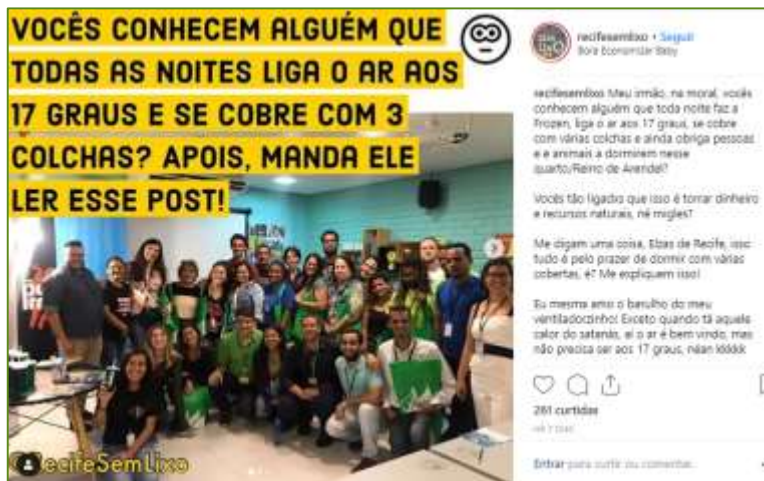 VOCÊS CONHECEM ALGUÉM QUE
TODAS AS NOITES LIGA O AR AOS
17 GRAUS E SE COBRE COM 3
COLCHAS? APOIS, MANDA ELE
LER ESSE POST!
@RecifeSemLixo
recifesemlixo • Seguir
Bora Economizar Baby
recifesemlixo Meu irmão, na moral, vocês
conhecem alguém que toda noite faz a
Frozen, liga o ar aos 17 graus, se cobre
com várias colchas e ainda obriga pessoas
e animais a dormirem nesse
quarto/Reino de Arendel?
Vocês tão ligadxs que isso é torrar dinheiro
e recursos naturais, né migles?
Me digam uma coisa, Elzas de Recife, isso
tudo é pelo prazer de dormir com várias
cobertas, é? Me expliquem isso!
Eu mesma amo o barulho do meu
ventiladorzinho! Exceto quando tá aquele
calor do satanás, aí o ar é bem vindo, mas
não precisa ser aos 17 graus, néan kkkkk
261 curtidas
HÁ 7 DIAS
Entrar para curtir ou comentar.